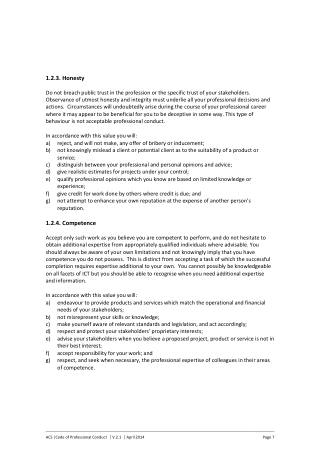 1.2.3. Honesty
Do not breach public trust in the profession or the specific trust of your stakeholders.
Observance of utmost honesty and integrity must underlie all your professional decisions and
actions. Circumstances will undoubtedly arise during the course of your professional career
where it may appear to be beneficial for you to be deceptive in some way. This type of
behaviour is not acceptable professional conduct.
In accordance with this value you will:
a) reject, and will not make, any offer of bribery or inducement;
b) not knowingly mislead a client or potential client as to the suitability of a product or
service;
c) distinguish between your professional and personal opinions and advice;
d) give realistic estimates for projects under your control;
e) qualify professional opinions which you know are based on limited knowledge or
experience;
f) give credit for work done by others where credit is due; and
g) not attempt to enhance your own reputation at the expense of another person's
reputation.
1.2.4. Competence
Accept only such work as you believe you are competent to perform, and do not hesitate to
obtain additional expertise from appropriately qualified individuals where advisable. You
should always be aware of your own limitations and not knowingly imply that you have
competence you do not possess. This is distinct from accepting a task of which the successful
completion requires expertise additional to your own. You cannot possibly be knowledgeable
on all facets of ICT but you should be able to recognise when you need additional expertise
and information.
In accordance with this value you will:
a) endeavour to provide products and services which match the operational and financial
needs of your stakeholders;
b) not misrepresent your skills or knowledge;
c) make yourself aware of relevant standards and legislation, and act accordingly;
d) respect and protect your stakeholders' proprietary interests;
e) advise your stakeholders when you believe a proposed project, product or service is not in
their best interest;
f) accept responsibility for your work; and
g) respect, and seek when necessary, the professional expertise of colleagues in their areas
of competence.
ACS |Code of Professional Conduct | V.2.1 | April 2014 Page 7